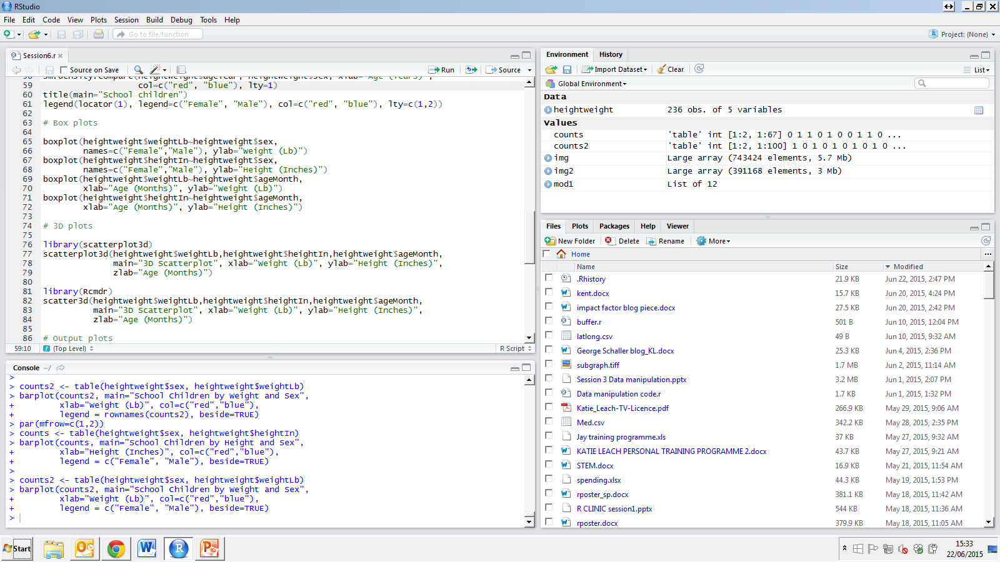 RStudio
File Edit Code View Plots Session Build Debug Tools Help
Go to file/function
Project: (None)
Session6.r
Source on Save
Run
Source
58 sm.density.compare(heightweight$ageYear, heightweight$sex, xlab="Age (Years)",
59 col=c("red", "blue"), lty=1)
60 title(main="School children")
61 legend(locator(1), legend=c("Female", "Male"), col=c("red", "blue"), lty=c(1,2))
62
63 # Box plots
64
65 boxplot(heightweight$weightLb~heightweight$sex,
66 names=c("Female","Male"), ylab="Weight (Lb)")
67 boxplot(heightweight$heightIn~heightweight$sex,
68 names=c("Female","Male"), ylab="Height (Inches)")
69 boxplot(heightweight$weightLb~heightweight$ageMonth,
70 xlab="Age (Months)", ylab="Weight (Lb)")
71 boxplot(heightweight$heightIn~heightweight$ageMonth,
72 xlab="Age (Months)", ylab="Height (Inches)")
73
74 # 3D plots
75
76 library(scatterplot3d)
77 scatterplot3d(heightweight$weightLb,heightweight$heightIn,heightweight$ageMonth,
78 main="3D Scatterplot", xlab="Weight (Lb)", ylab="Height (Inches)",
79 zlab="Age (Months)")
80
81 library(Rcmdr)
82 scatter3d(heightweight$weightLb,heightweight$heightIn,heightweight$ageMonth,
83 main="3D Scatterplot", xlab="Weight (Lb)", ylab="Height (Inches)",
84 zlab="Age (Months)")
85
86 # Output plots
59:10 (Top Level) R Script
Console ~/
>
> counts2 <- table(heightweight$sex, heightweight$weightLb)
> barplot(counts2, main="School Children by Weight and Sex",
+ xlab="Weight (Lb)", col=c("red","blue"),
+ legend = rownames(counts2), beside=TRUE)
> par(mfrow=c(1,2))
> counts <- table(heightweight$sex, heightweight$heightIn)
> barplot(counts, main="School Children by Height and Sex",
+ xlab="Height (Inches)", col=c("red","blue"),
+ legend = c("Female", "Male"), beside=TRUE)
>
> counts2 <- table(heightweight$sex, heightweight$weightLb)
> barplot(counts2, main="School Children by Weight and Sex",
+ xlab="Weight (Lb)", col=c("red","blue"),
+ legend = c("Female", "Male"), beside=TRUE)
>
Environment History
Import Dataset Clear List
Global Environment
Data
heightweight 236 obs. of 5 variables
Values
counts 'table' int [1:2, 1:67] 0 1 1 0 1 0 0 1 1 0 ...
counts2 'table' int [1:2, 1:100] 1 0 1 0 1 0 1 0 1 0 ...
img Large array (743424 elements, 5.7 Mb)
img2 Large array (391168 elements, 3 Mb)
mod1 List of 12
Files Plots Packages Help Viewer
New Folder Delete Rename More
Home ...
Name Size Modified
.Rhistory 21.9 KB Jun 22, 2015, 2:47 PM
kent.docx 15.7 KB Jun 20, 2015, 4:24 PM
impact factor blog piece.docx 27.5 KB Jun 20, 2015, 2:42 PM
buffer.r 501 B Jun 10, 2015, 12:04 PM
latlong.csv 49 B Jun 10, 2015, 9:32 AM
George Schaller blog_KL.docx 25.3 KB Jun 4, 2015, 2:36 PM
subgraph.tiff 1.7 MB Jun 2, 2015, 11:14 AM
Session 3 Data manipulation.pptx 3.2 MB Jun 1, 2015, 2:07 PM
Data manipulation code.r 1.7 KB Jun 1, 2015, 1:32 PM
Katie_Leach-TV-Licence.pdf 266.9 KB May 29, 2015, 9:06 AM
Med.csv 342.2 KB May 28, 2015, 2:35 PM
Jay training programme.xls 37 KB May 27, 2015, 9:32 AM
KATIE LEACH PERSONAL TRAINING PROGRAMME 2.docx 43.7 KB May 27, 2015, 9:21 AM
STEM.docx 16.9 KB May 21, 2015, 11:54 AM
spending.xlsx 44.3 KB May 19, 2015, 1:53 PM
rposter_sp.docx 381.1 KB May 18, 2015, 11:42 AM
R CLINIC session1.pptx 544 KB May 18, 2015, 11:36 AM
rposter.docx 379.9 KB May 18, 2015, 11:05 AM
Start
15:33
22/06/2015